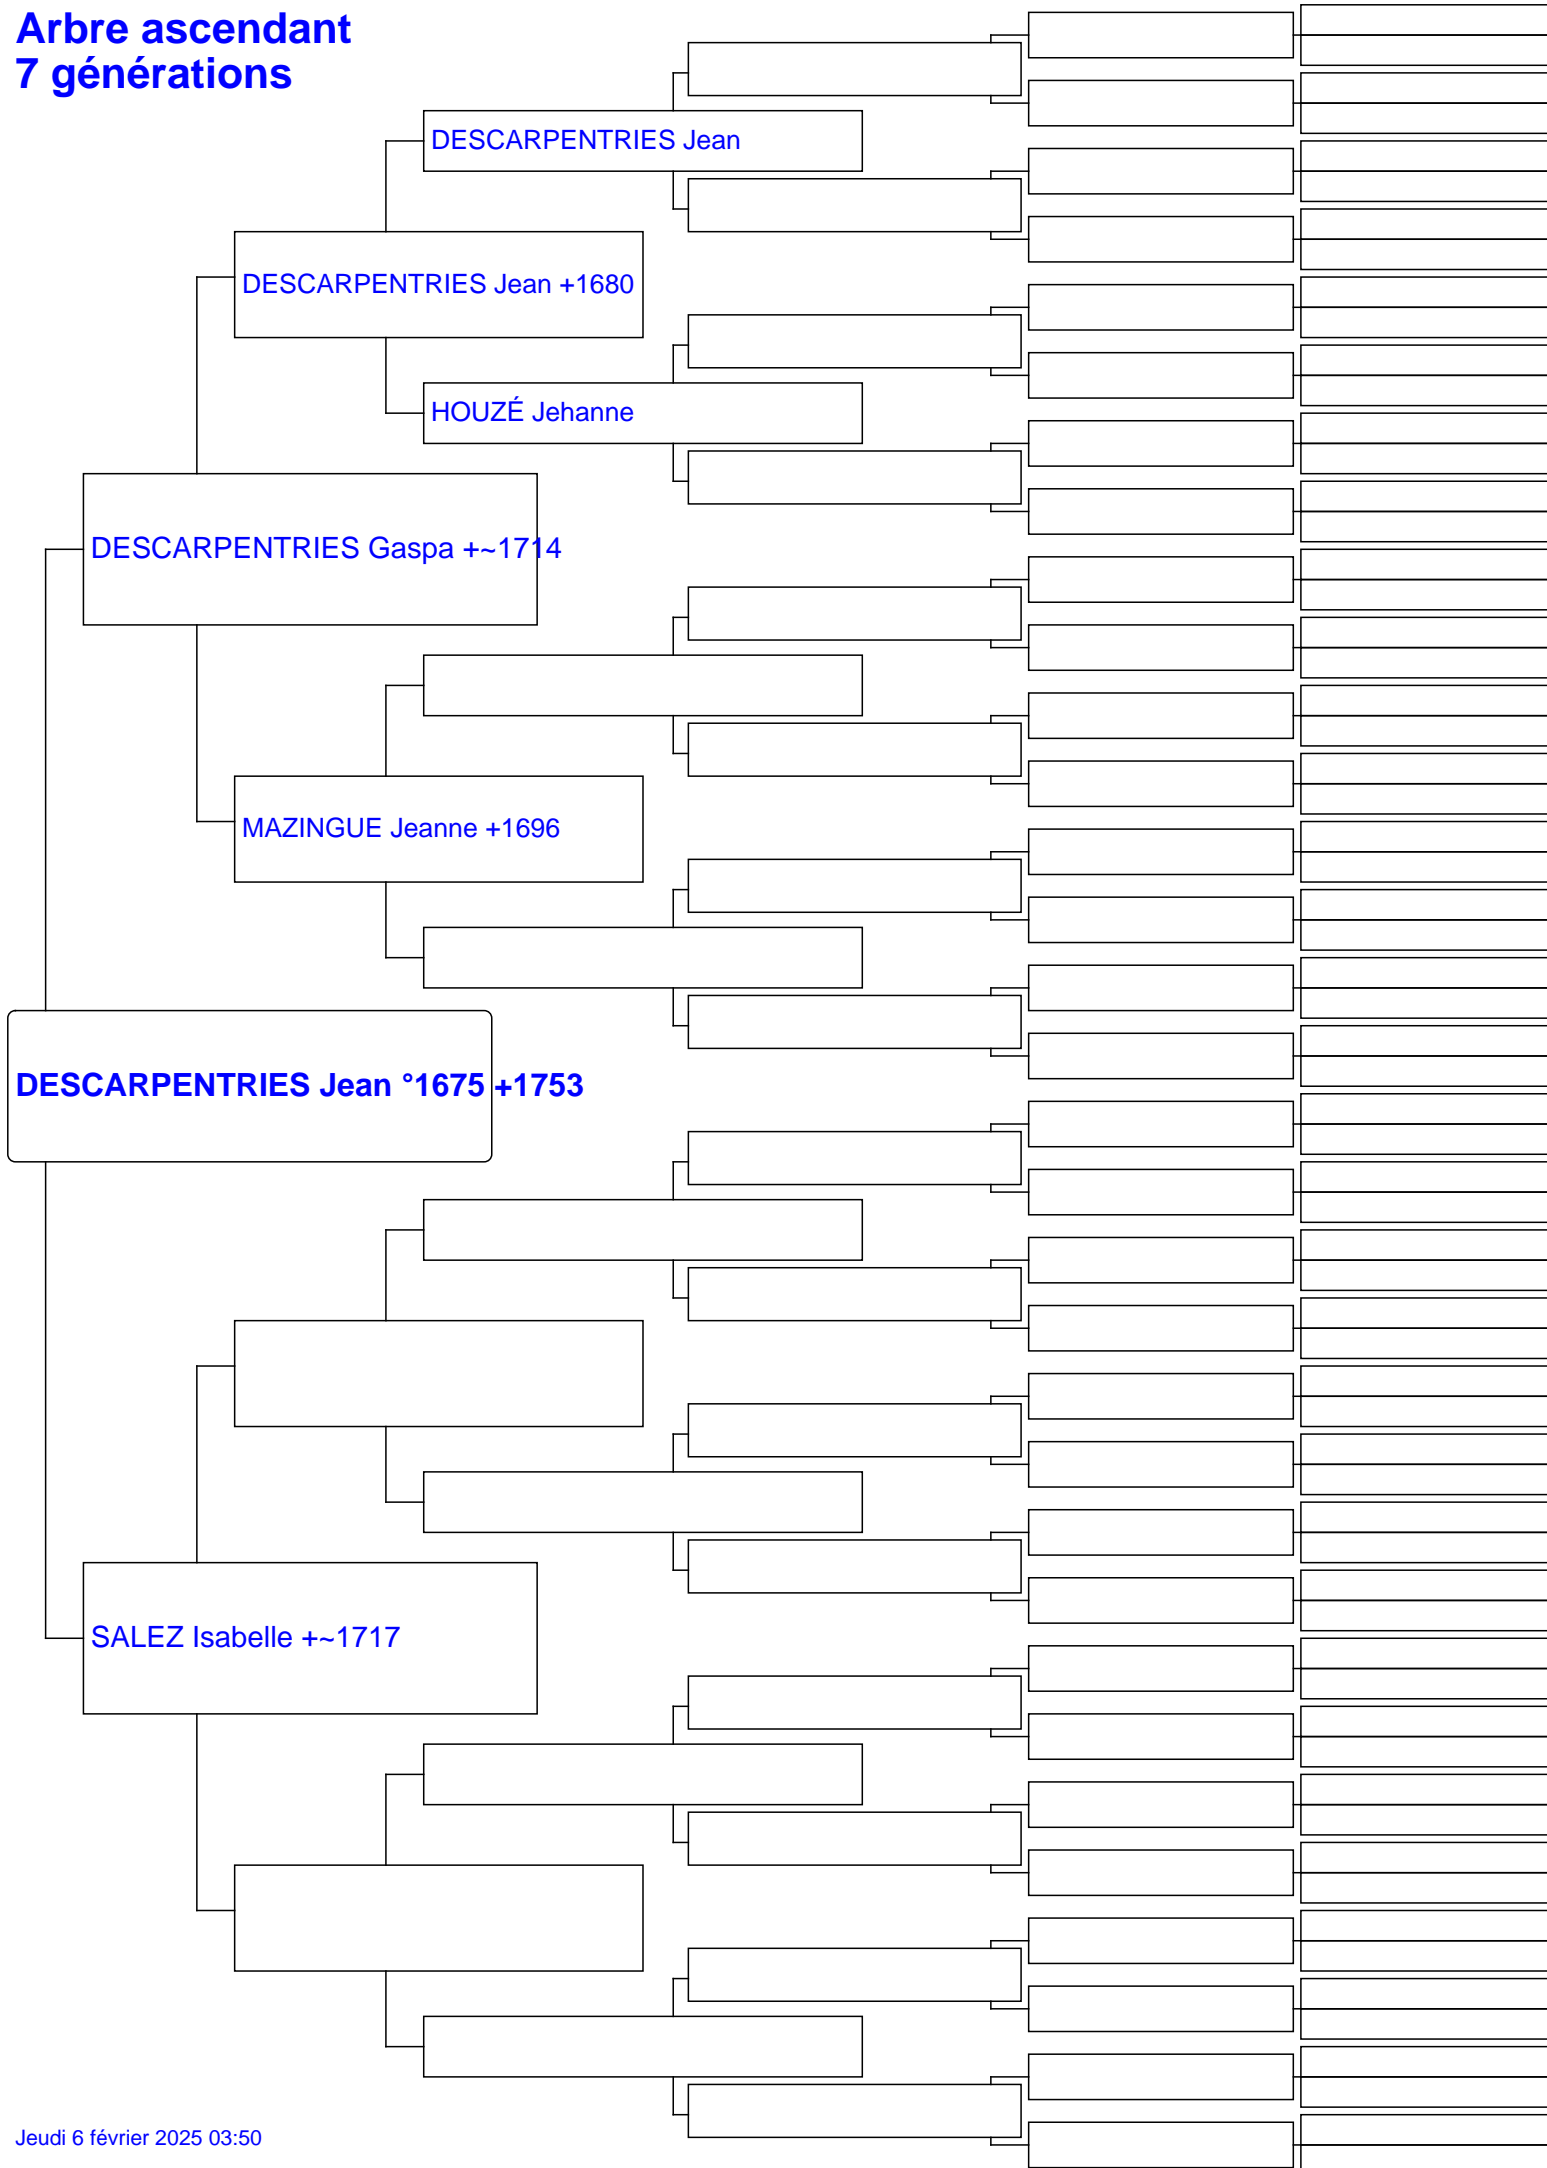 Arbre ascendant
7 générations
DESCARPENTRIES Jean
DESCARPENTRIES Jean +1680
HOUZÉ Jehanne
DESCARPENTRIES Gaspa +~1714
MAZINGUE Jeanne +1696
DESCARPENTRIES Jean °1675 +1753
SALEZ Isabelle +~1717
Jeudi 6 février 2025 03:50